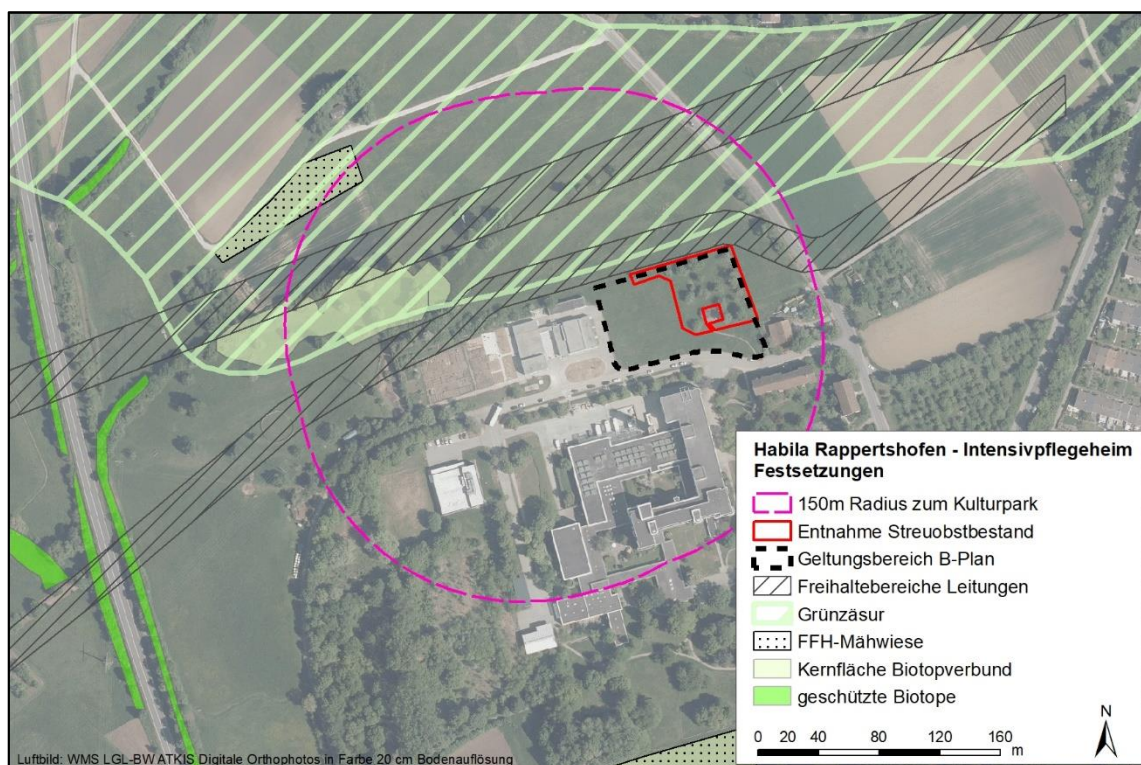 Habila Rappertshofen - Intensivpflegeheim
Festsetzungen
150m Radius zum Kulturpark
Entnahme Streuobstbestand
Geltungsbereich B-Plan
Freihaltebereiche Leitungen
Grünzäsur
FFH-Mähwiese
Kernfläche Biotopverbund
geschützte Biotope
N
0 20 40 80 120 160
m
Luftbild: WMS LGL-BW ATKIS Digitale Orthophotos in Farbe 20 cm Bodenauflösung